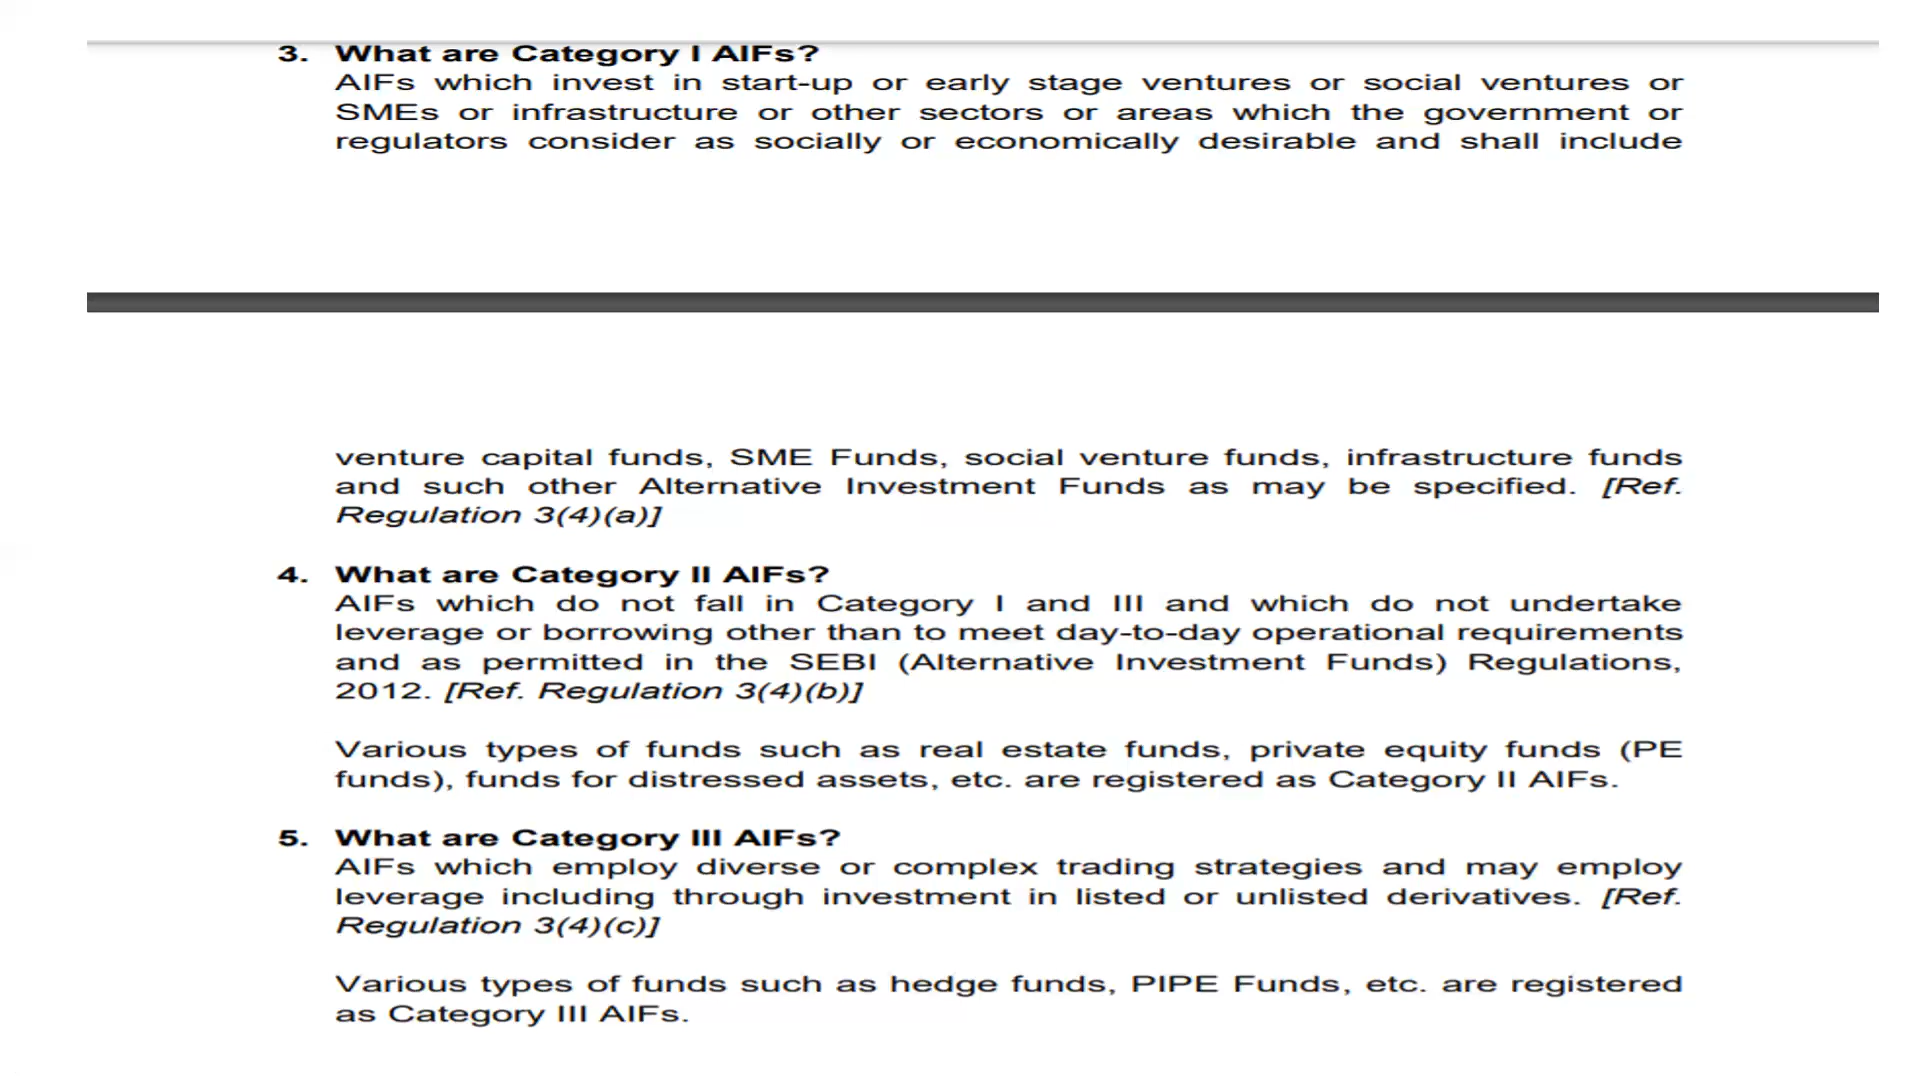 3. What are Category I AIFs?
AIFs which invest in start-up or early stage ventures or social ventures or
SMEs or infrastructure or other sectors or areas which the government or
regulators consider as socially or economically desirable and shall include
venture capital funds, SME Funds, social venture funds, infrastructure funds
and such other Alternative Investment Funds as may be specified. [Ref.
Regulation 3(4)(a)]
4. What are Category II AIFs?
AIFs which do not fall in Category I and III and which do not undertake
leverage or borrowing other than to meet day-to-day operational requirements
and as permitted in the SEBI (Alternative Investment Funds) Regulations,
2012. [Ref. Regulation 3(4)(b)]
Various types of funds such as real estate funds, private equity funds (PE
funds), funds for distressed assets, etc. are registered as Category II AIFs.
5. What are Category III AIFs?
AIFs which employ diverse or complex trading strategies and may employ
leverage including through investment in listed or unlisted derivatives. [Ref.
Regulation 3(4)(c)]
Various types of funds such as hedge funds, PIPE Funds, etc. are registered
as Category III AIFs.